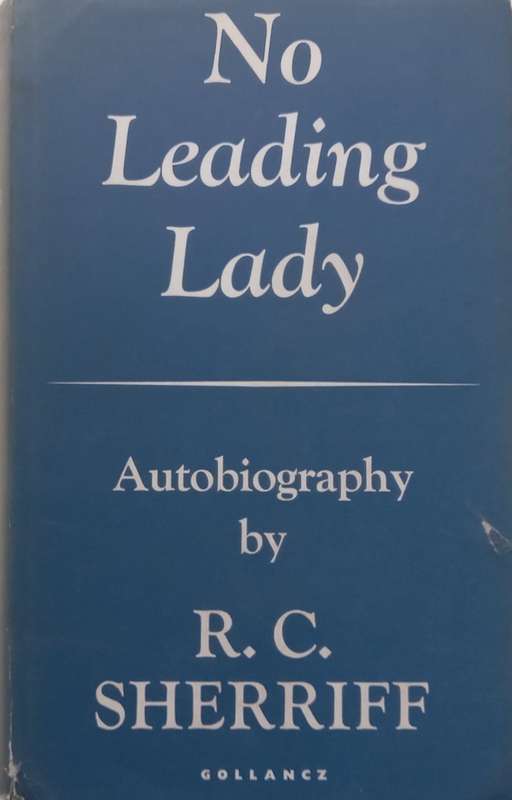 No
Leading
Lady
Autobiography
by
R. C.
SHERRIFF
GOLLANCZ